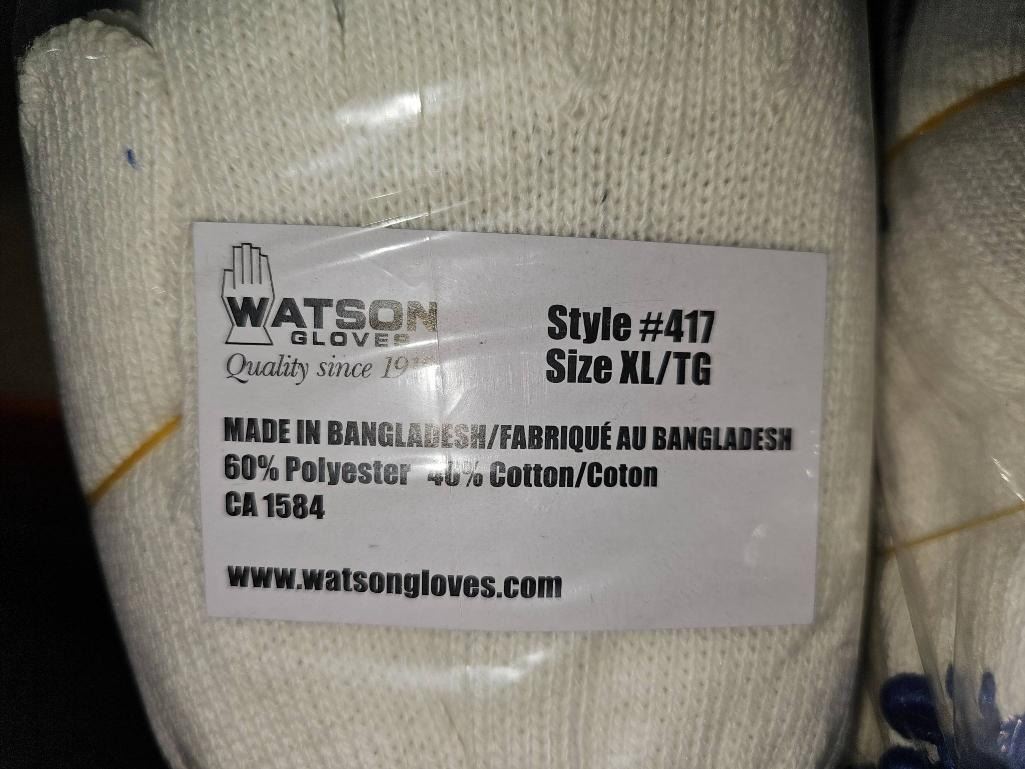 WATSON
GLOVES
Quality since
Style #417
Size XL/TG
MADE IN BANGLADESH/FABRIQUÉ AU BANGLADESH
60% Polyester 40% Cotton/Coton
CA 1584
www.watsongloves.com